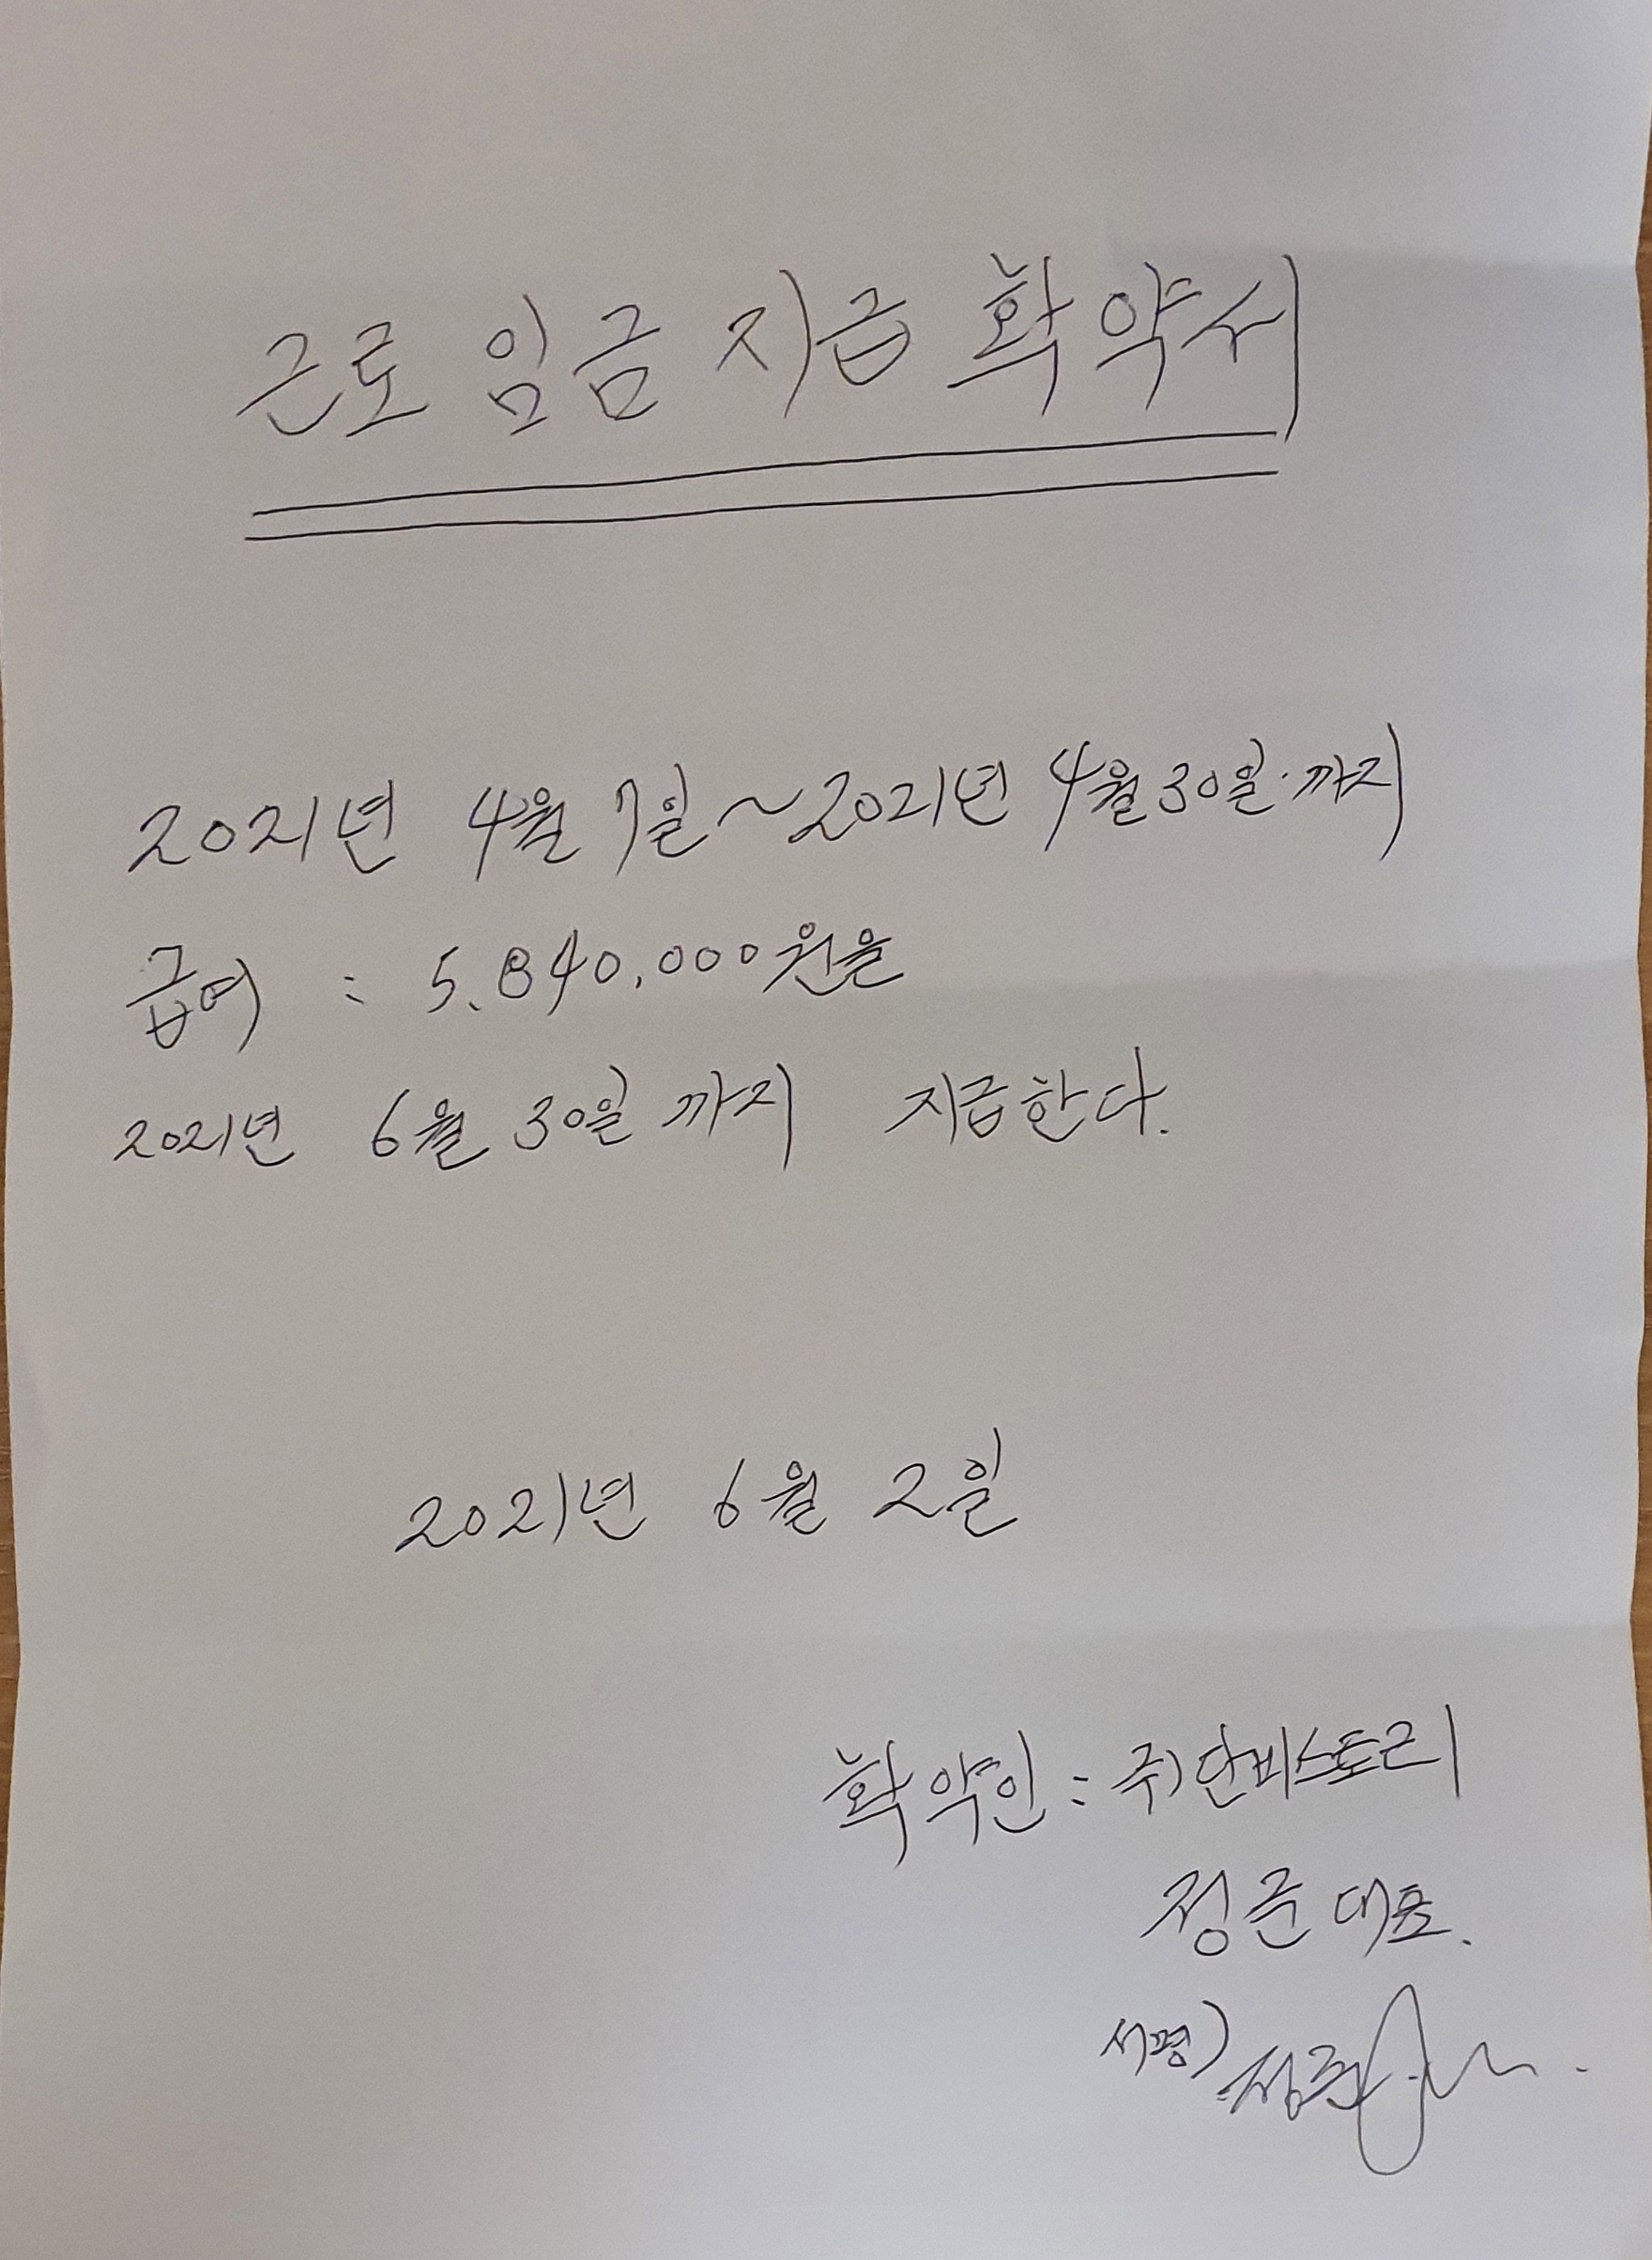 근로 임금 지급 확약서
2021년 4월 7일~2021년 4월 30일.까지
급여 : 5.840,000원을
2021년 6월 30일까지 지급한다.
2021년 6월 2일
확약인 : 주)단비스토리
정근 대표.
서명) 정근